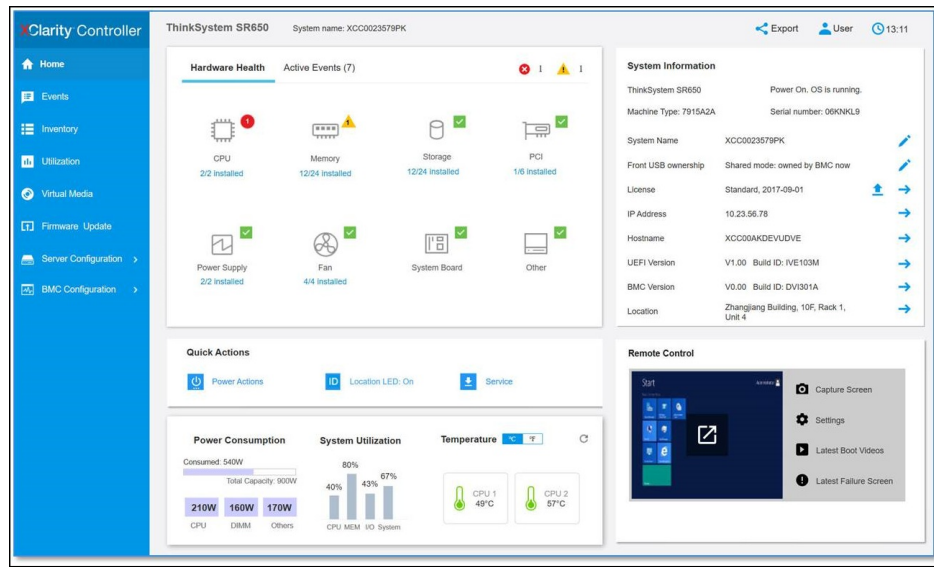 XClarity Controller
ThinkSystem SR650 System name: XCC0023579PK
Export User 13:11
Home
Events
Inventory
Utilization
Virtual Media
Firmware Update
Server Configuration >
BMC Configuration >
Hardware Health Active Events (7) 1 1
1
CPU Memory Storage PCI
2/2 installed 12/24 installed 12/24 installed 1/6 installed
Power Supply Fan System Board Other
2/2 installed 4/4 installed
Quick Actions
Power Actions ID Location LED: On Service
Power Consumption
Consumed: 540W
Total Capacity: 900W
210W 160W 170W
CPU DIMM Others
System Utilization
80%
67%
40% 43%
CPU MEM I/O System
Temperature °C °F
CPU 1
49°C
CPU 2
57°C
System Information
ThinkSystem SR650 Power On. OS is running.
Machine Type: 7915A2A Serial number: 06KNKL9
System Name XCC0023579PK
Front USB ownership Shared mode: owned by BMC now
License Standard, 2017-09-01
IP Address 10.23.56.78
Hostname XCC00AKDEVUDVE
UEFI Version V1.00 Build ID: IVE103M
BMC Version V0.00 Build ID: DVI301A
Location Zhangjiang Building, 10F, Rack 1,
Unit 4
Remote Control
Start
Capture Screen
Settings
Latest Boot Videos
Latest Failure Screen